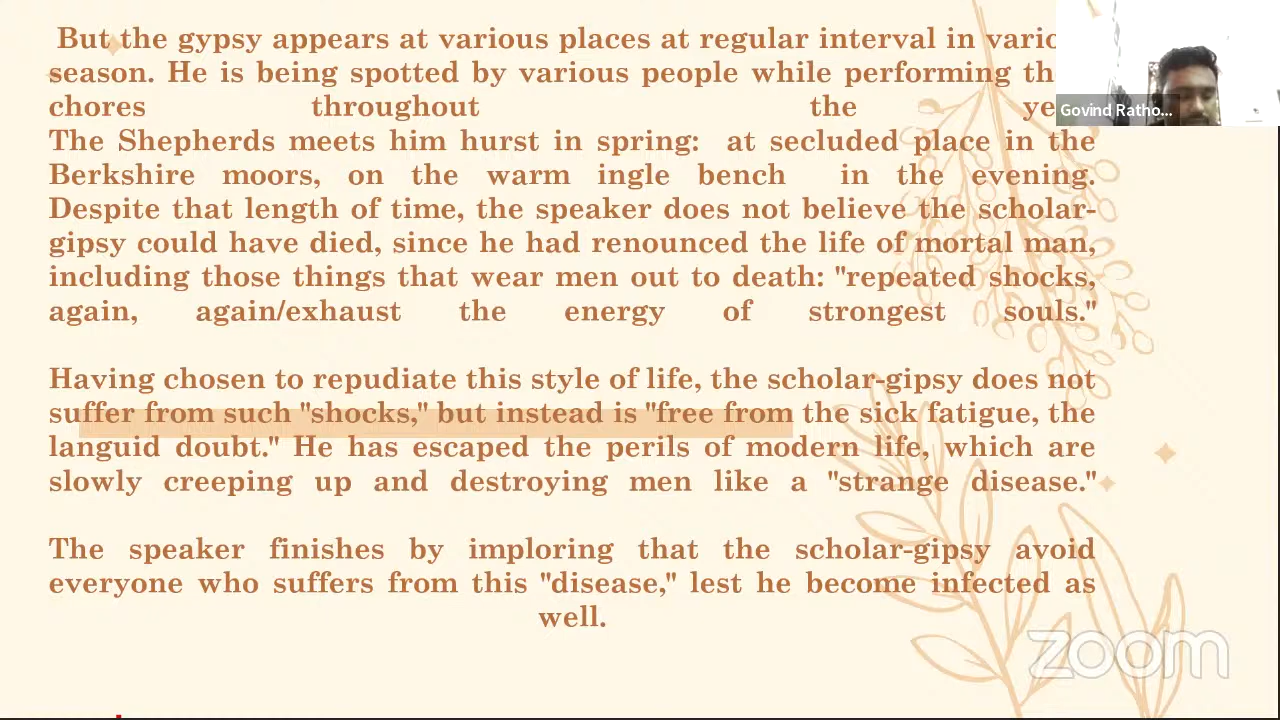 But the gypsy appears at various places at regular interval in
season. He is being spotted by various people while performing
chores throughout the
The Shepherds meets him hurst in spring: at secluded place in the
Berkshire moors, on the warm ingle bench in the evening.
Despite that length of time, the speaker does not believe the scholar-
gipsy could have died, since he had renounced the life of mortal man,
including those things that wear men out to death: "repeated shocks,
again, again/exhaust the energy of strongest souls."
Having chosen to repudiate this style of life, the scholar-gipsy does not
suffer from such "shocks," but instead is "free from the sick fatigue, the
languid doubt." He has escaped the perils of modern life, which are
slowly creeping up and destroying men like a "strange disease."
The speaker finishes by imploring that the scholar-gipsy avoid
everyone who suffers from this "disease," lest he become infected as
well.
Govind Ratho...
zoom